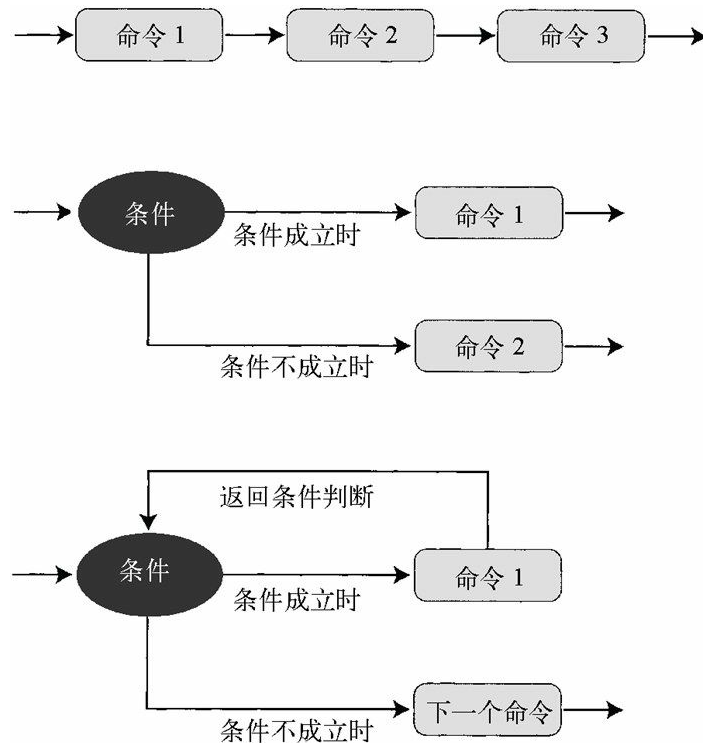 命令 1
命令 2
命令 3
条件
条件成立时
命令 1
条件不成立时
命令 2
返回条件判断
条件
条件成立时
命令 1
条件不成立时
下一个命令